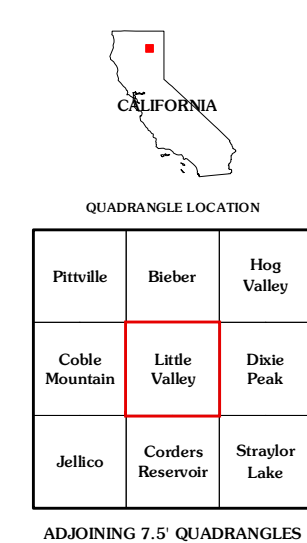 CALIFORNIA
QUADRANGLE LOCATION
Pittville
Bieber
Hog
Valley
Coble
Mountain
Little
Valley
Dixie
Peak
Jellico
Corders
Reservoir
Straylor
Lake
ADJOINING 7.5' QUADRANGLES